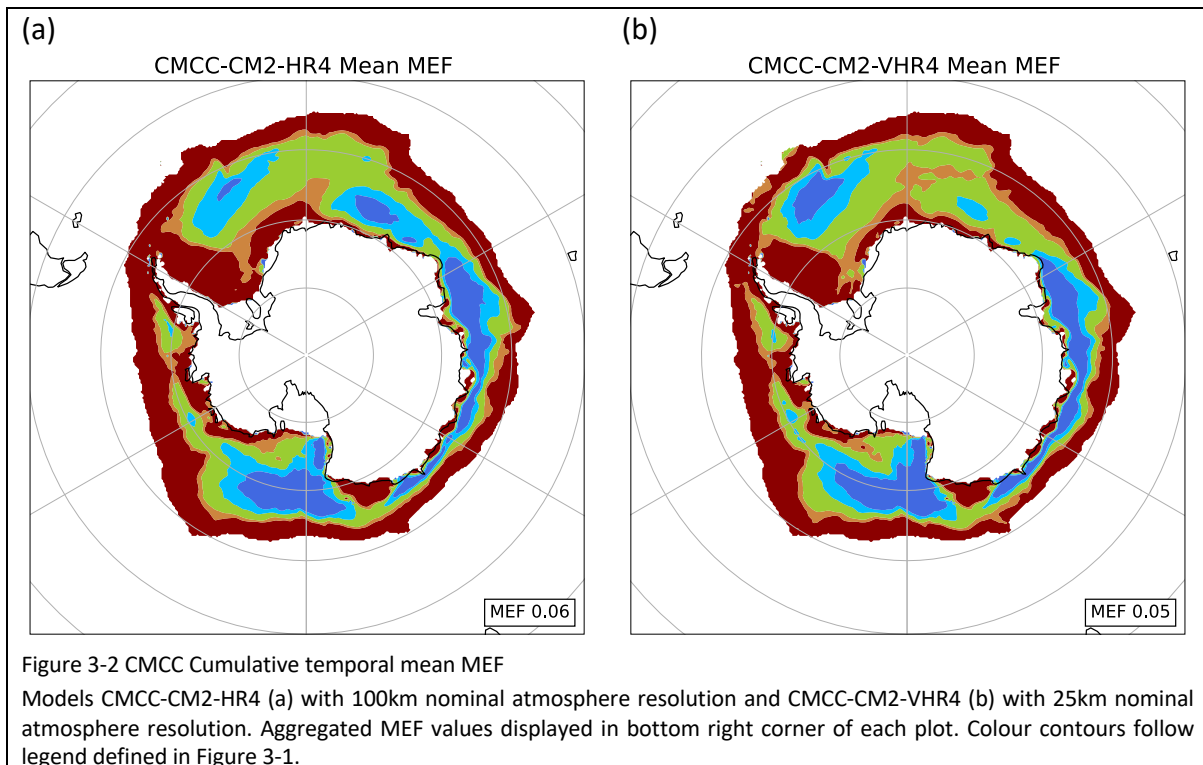 (a)
(b)
CMCC-CM2-HR4 Mean MEF
CMCC-CM2-VHR4 Mean MEF
MEF 0.06
MEF 0.05
Figure 3-2 CMCC Cumulative temporal mean MEF
Models CMCC-CM2-HR4 (a) with 100km nominal atmosphere resolution and CMCC-CM2-VHR4 (b) with 25km nominal
atmosphere resolution. Aggregated MEF values displayed in bottom right corner of each plot. Colour contours follow
legend defined in Figure 3-1.